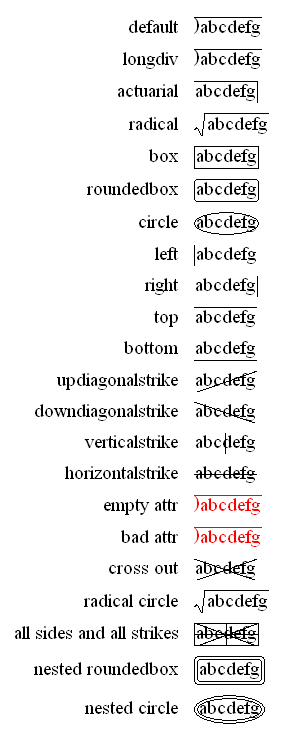 default abcdefg
longdiv abcdefg
actuarial abcdefg
radical abcdefg
box abcdefg
roundedbox abcdefg
circle abcdefg
left abcdefg
right abcdefg
top abcdefg
bottom abcdefg
updiagonalstrike abcdefg
downdiagonalstrike abcdefg
verticalstrike abcdefg
horizontalstrike abcdefg
empty attr abcdefg
bad attr abcdefg
cross out abcdefg
radical circle abcdefg
all sides and all strikes abcdefg
nested roundedbox abcdefg
nested circle abcdefg